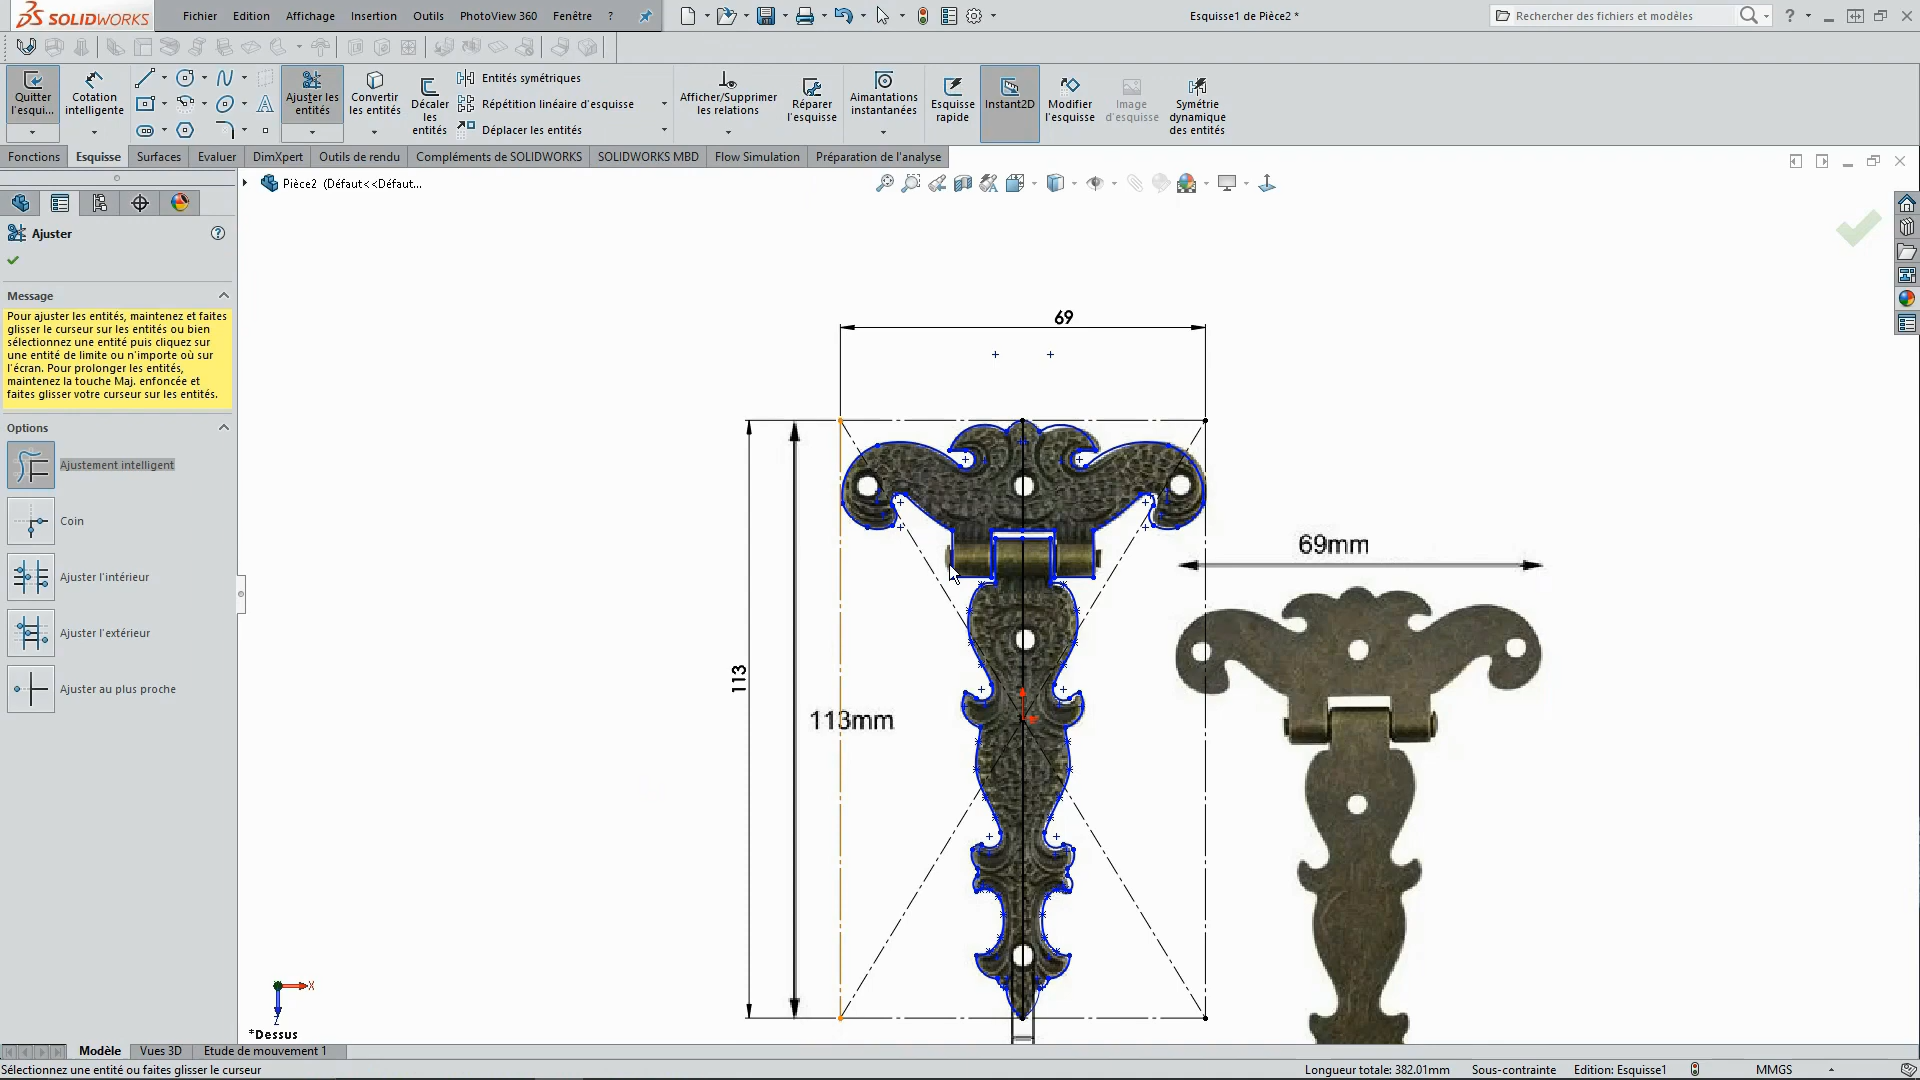 SOLIDWORKS
Fichier Edition Affichage Insertion Outils PhotoView 360 Fenêtre ?
Esquisse1 de Pièce2 *
Rechercher des fichiers et modèles
?
Quitter l'esqui...
Cotation intelligente
Ajuster les entités
Convertir les entités
Décaler les entités
Entités symétriques
Répétition linéaire d'esquisse
Déplacer les entités
Afficher/Supprimer les relations
Réparer l'esquisse
Aimantations instantanées
Esquisse rapide
Instant2D
Modifier l'esquisse
Image d'esquisse
Symétrie dynamique des entités
Fonctions Esquisse Surfaces Evaluer DimXpert Outils de rendu Compléments de SOLIDWORKS SOLIDWORKS MBD Flow Simulation Préparation de l'analyse
Pièce2 (Défaut<<Défaut...
Ajuster
?
Message
Pour ajuster les entités, maintenez et faites
glisser le curseur sur les entités ou bien
sélectionnez une entité puis cliquez sur
une entité de limite ou n'importe où sur
l'écran. Pour prolonger les entités,
maintenez la touche Maj. enfoncée et
faites glisser votre curseur sur les entités.
Options
Ajustement intelligent
Coin
Ajuster l'intérieur
Ajuster l'extérieur
Ajuster au plus proche
69
69mm
113
113mm
X
Z
*Dessus
Modèle Vues 3D Etude de mouvement 1
Sélectionnez une entité ou faites glisser le curseur
Longueur totale: 382.01mm Sous-contrainte Edition: Esquisse1 MMGS